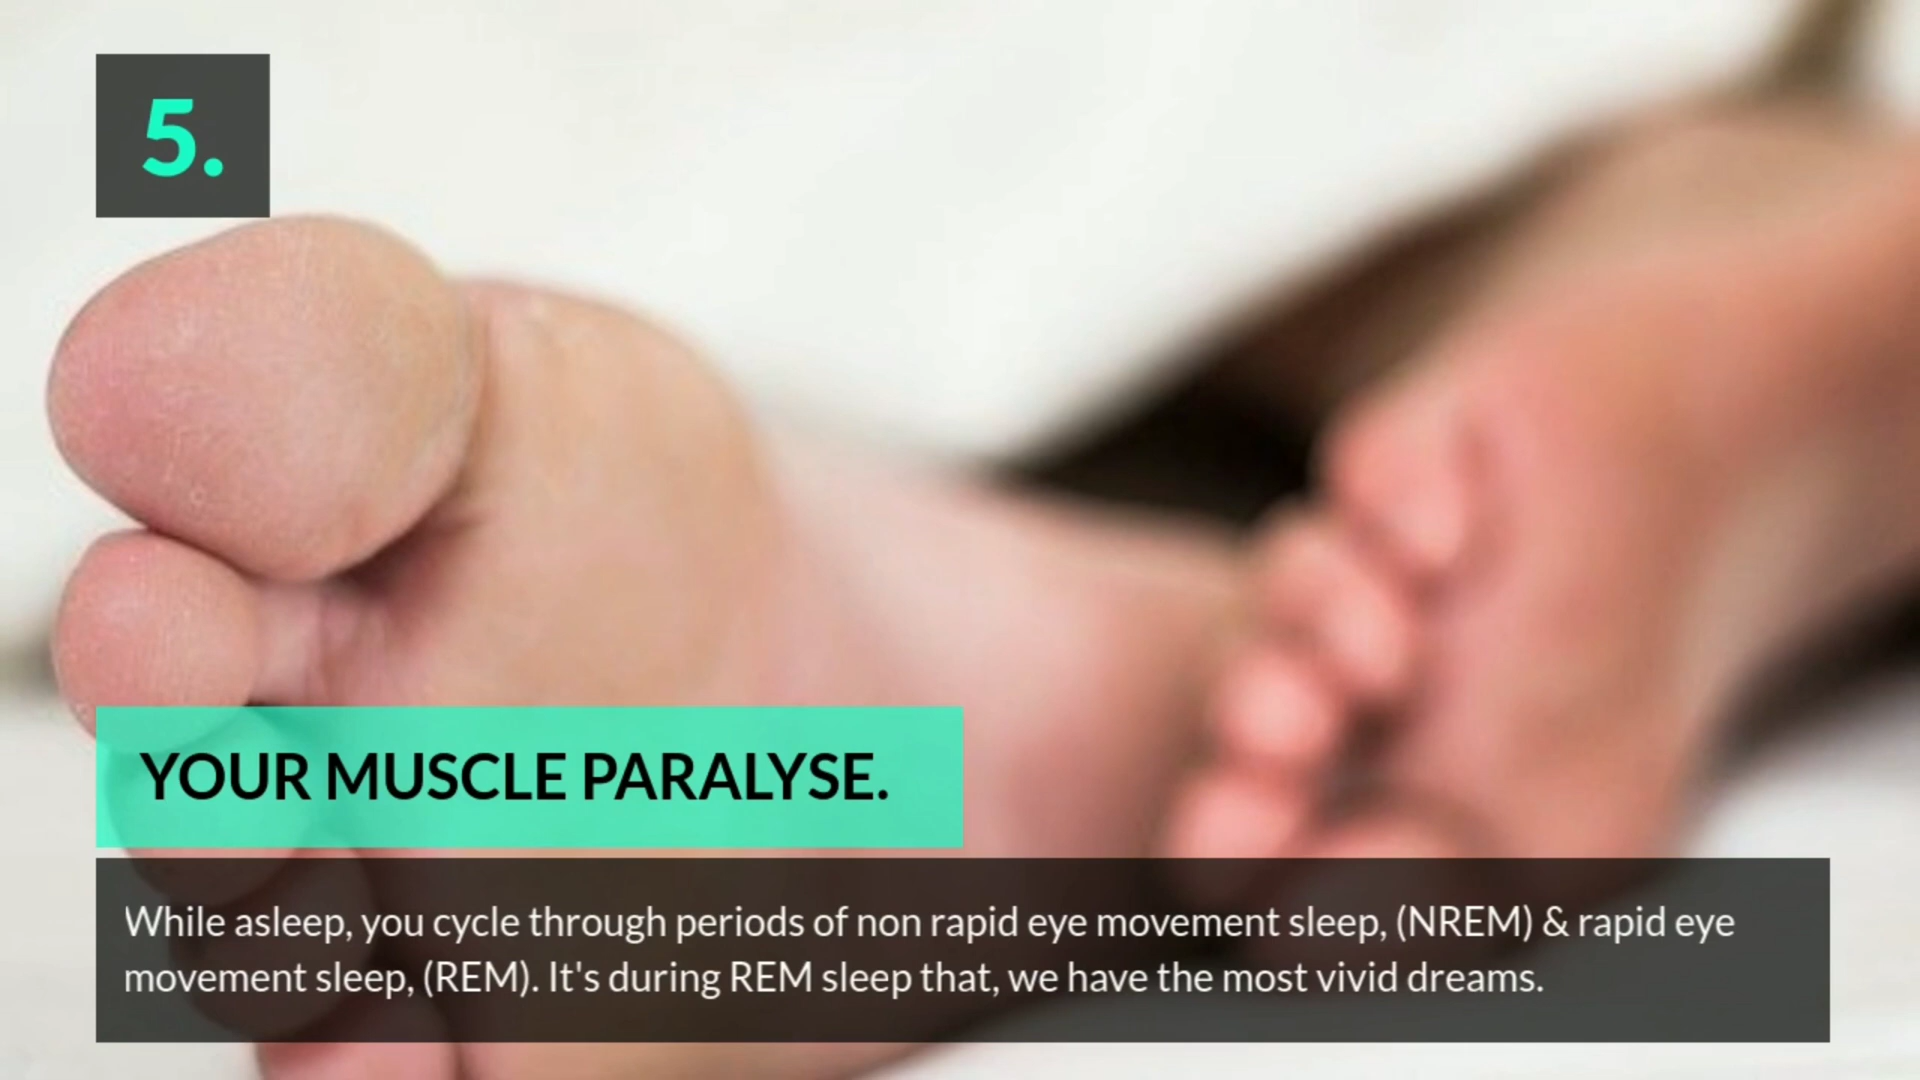 5.
YOUR MUSCLE PARALYSE.
While asleep, you cycle through periods of non rapid eye movement sleep, (NREM) & rapid eye
movement sleep, (REM). It's during REM sleep that, we have the most vivid dreams.